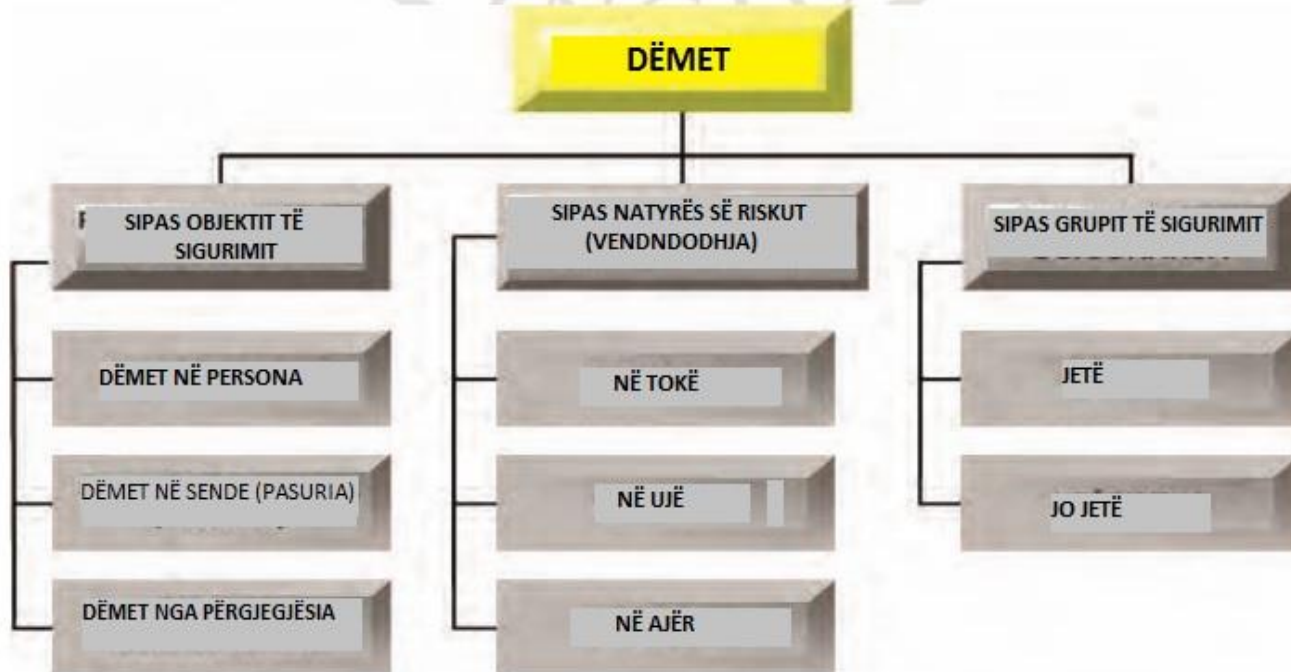 DËMET
SIPAS OBJEKTIT TË
SIGURIMIT
DËMET NË PERSONA
DËMET NË SENDE (PASURIA)
DËMET NGA PËRGJEGJËSIA
SIPAS NATYRËS SË RISKUT
(VENDNDODHJA)
NË TOKË
NË UJË
NË AJËR
SIPAS GRUPIT TË SIGURIMIT
JETË
JO JETË